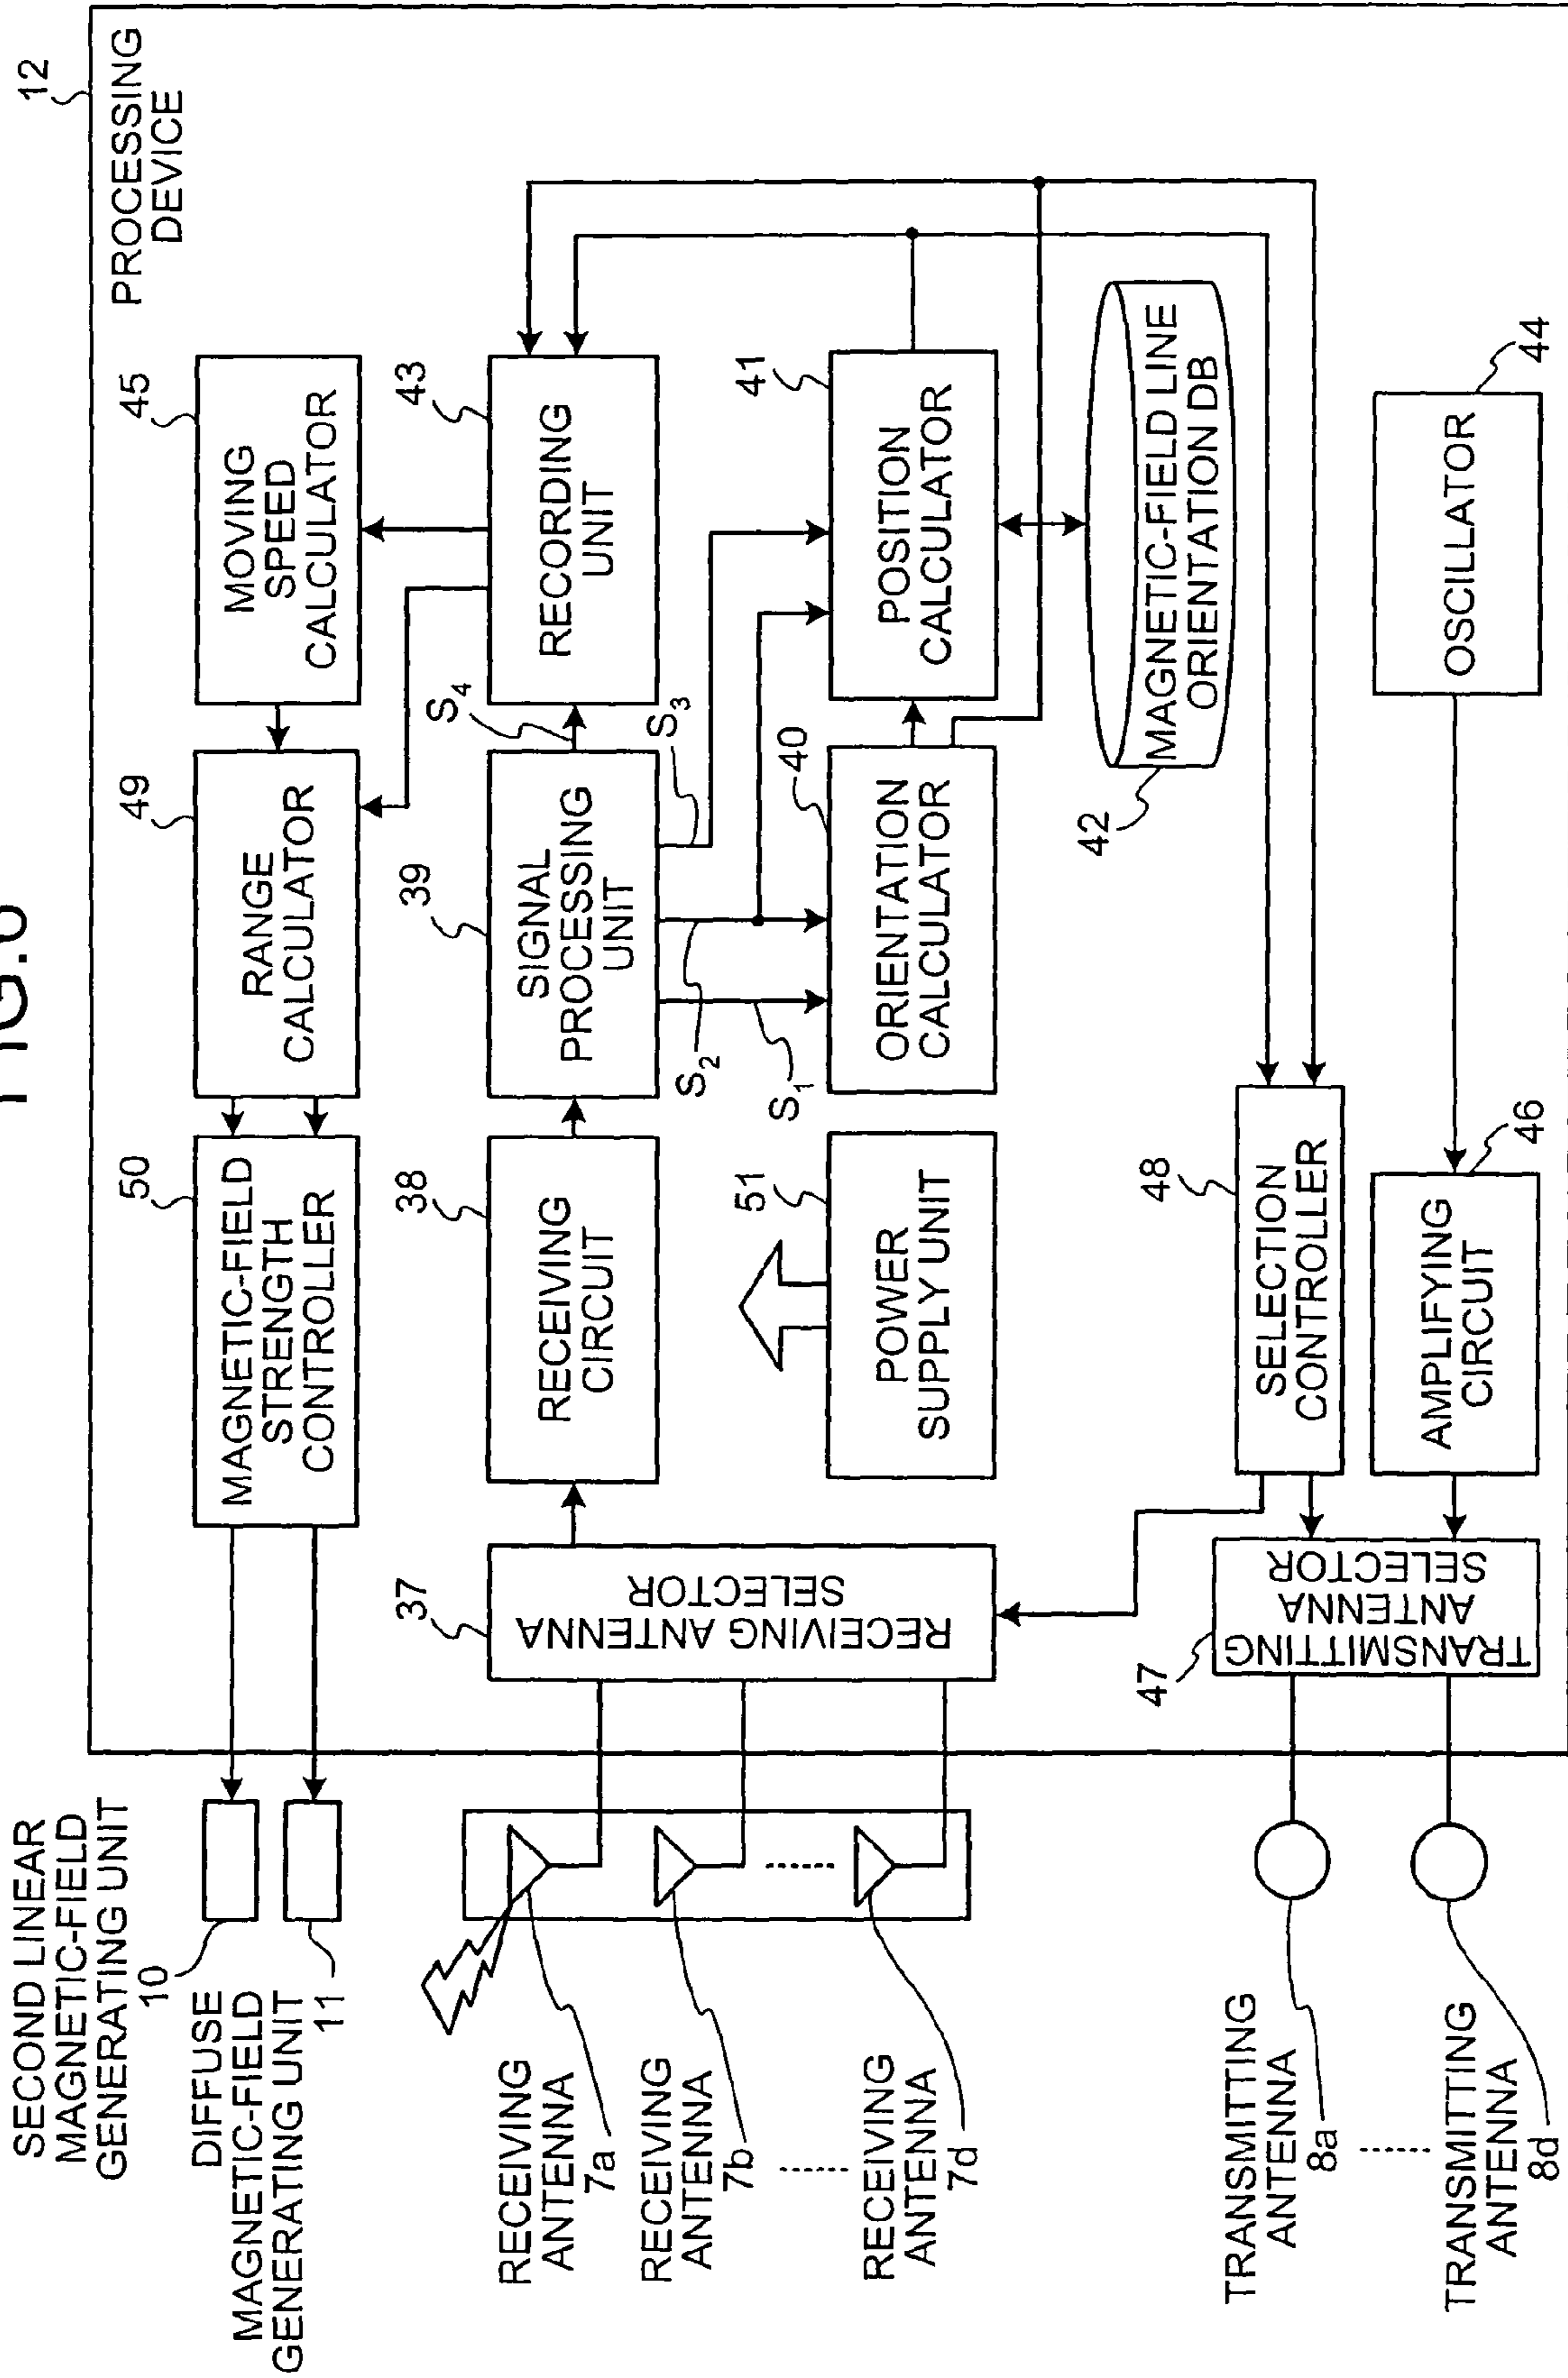 FIG.
SECOND LINEAR
MAGNETIC-FIELD
GENERATING UNIT
10
DIFFUSE
MAGNETIC-FIELD
GENERATING UNIT
11
RECEIVING
ANTENNA
7a
RECEIVING
ANTENNA
7b
RECEIVING
ANTENNA
7d
TRANSMITTING
ANTENNA
8a
TRANSMITTING
ANTENNA
8d
12
PROCESSING
DEVICE
50
MAGNETIC-FIELD
STRENGTH
CONTROLLER
49
RANGE
CALCULATOR
45
MOVING
SPEED
CALCULATOR
37
RECEIVING ANTENNA
SELECTOR
38
RECEIVING
CIRCUIT
39
SIGNAL
PROCESSING
UNIT
S4
43
RECORDING
UNIT
S3
S2
S1
51
POWER
SUPPLY UNIT
40
ORIENTATION
CALCULATOR
41
POSITION
CALCULATOR
42
MAGNETIC-FIELD LINE
ORIENTATION DB
47
TRANSMITTING
ANTENNA
SELECTOR
48
SELECTION
CONTROLLER
46
AMPLIFYING
CIRCUIT
44
OSCILLATOR